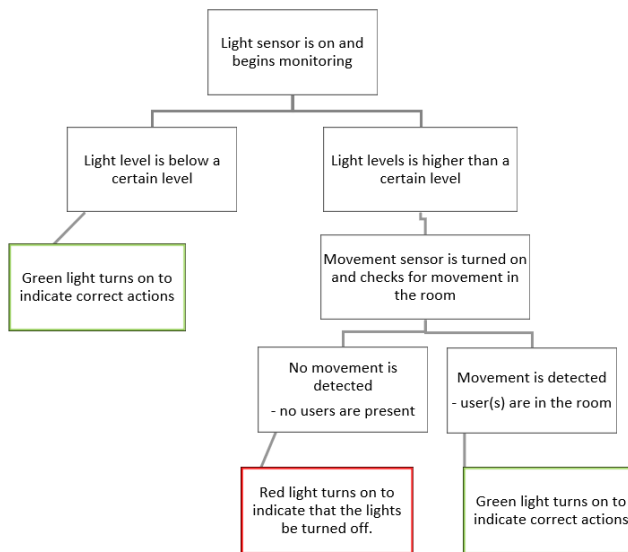 Light sensor is on and
begins monitoring
Light level is below a
certain level
Light levels is higher than a
certain level
Green light turns on to
indicate correct actions
Movement sensor is turned on
and checks for movement in
the room
No movement is
detected
- no users are present
Movement is detected
- user(s) are in the room
Red light turns on to
indicate that the lights
be turned off.
Green light turns on to
indicate correct actions